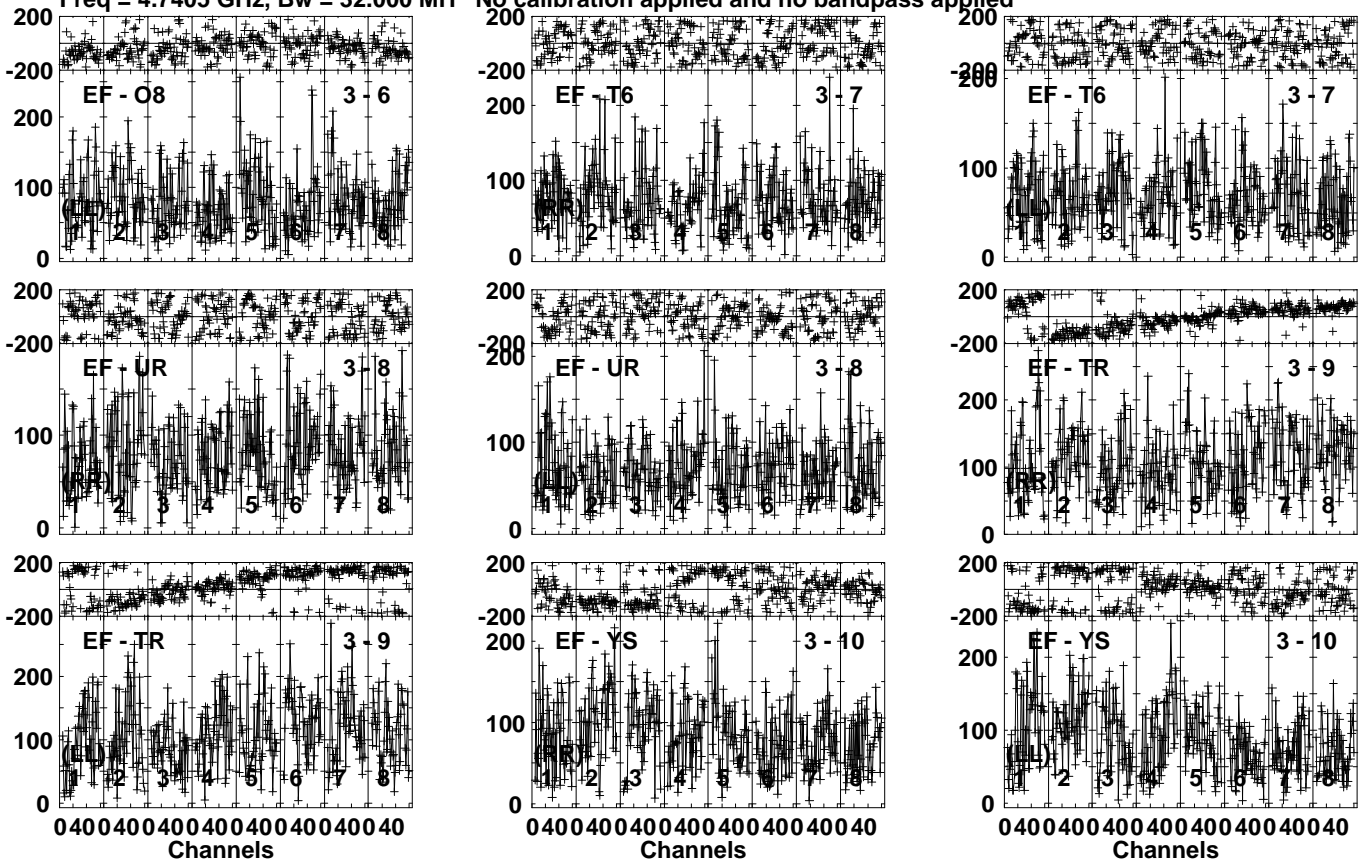 Freq = 4.7405 GHz, Bw = 32.000 MH No calibration applied and no bandpass applied
200 200 200
-200 -200
EF - O8 3 - 6 EF - T6 3 - 7 EF - T6 3 - 7
200 200 200
100 100 100
(LL) (RR) (LL)
1 2 3 4 5 6 7 8 1 2 3 4 5 6 7 8 1 2 3 4 5 6 7 8
0 0 0
200 200 200
-200 -200 -200
EF - UR 3 - 8 EF - UR 3 - 8 EF - TR 3 - 9
200 200
100 100 100
(RR) (LL) (RR)
1 2 3 4 5 6 7 8 1 2 3 4 5 6 7 8 1 2 3 4 5 6 7 8
0 0 0
200 200 200
-200 -200 -200
EF - TR 3 - 9 EF - YS 3 - 10 EF - YS 3 - 10
200 200 200
100 100 100
(LL) (RR) (LL)
1 2 3 4 5 6 7 8 1 2 3 4 5 6 7 8 1 2 3 4 5 6 7 8
0 0 0
0 40 0 40 0 40 0 40 0 40 0 40 0 40 0 40 0 40 0 40 0 40 0 40 0 40 0 40 0 40 0 40 0 40 0 40 0 40 0 40 0 40 0 40 0 40 0 40
Channels Channels Channels